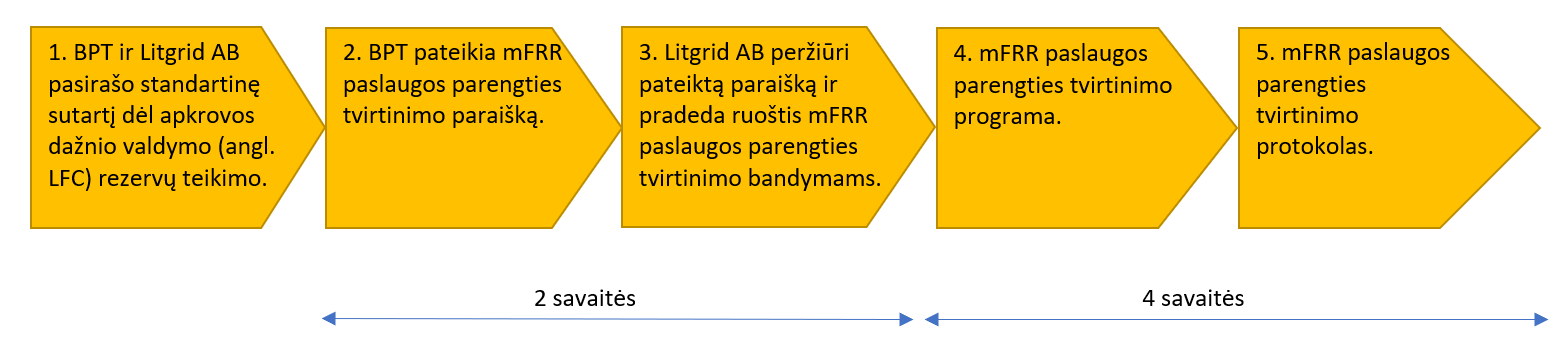 1. BPT ir Litgrid AB
pasirašo standartinę
sutartį dėl apkrovos
dažnio valdymo (angl.
LFC) rezervų teikimo.
2. BPT pateikia mFRR
paslaugos parengties
tvirtinimo paraišką.
3. Litgrid AB peržiūri
pateiktą paraišką ir
pradeda ruoštis mFRR
paslaugos parengties
tvirtinimo bandymams.
4. mFRR paslaugos
parengties tvirtinimo
programa.
5. mFRR paslaugos
parengties
tvirtinimo
protokolas.
2 savaitės
4 savaitės